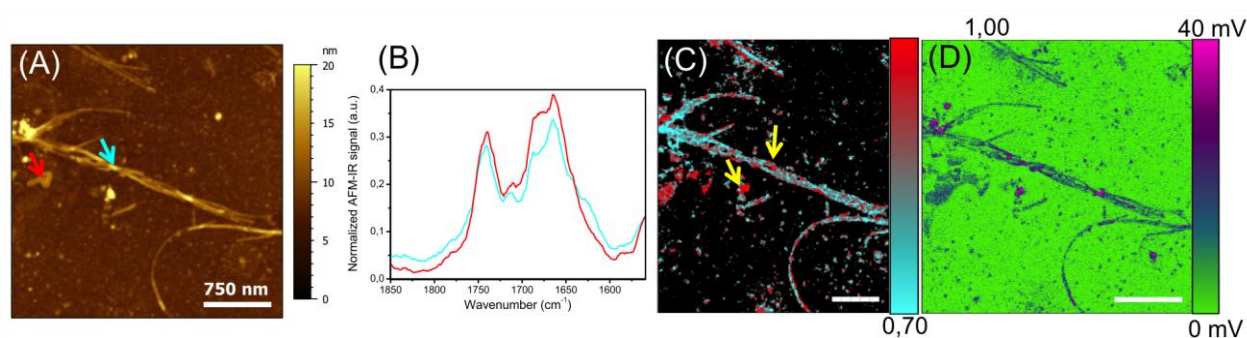 (A)
750 nm
nm
20
15
10
5
0
(B)
Normalized AFM-IR signal (a.u.)
0,4
0,3
0,2
0,1
0,0
1850
1800
1750
1700
1650
1600
Wavenumber (cm-1)
(C)
1,00
0,70
(D)
40 mV
0 mV